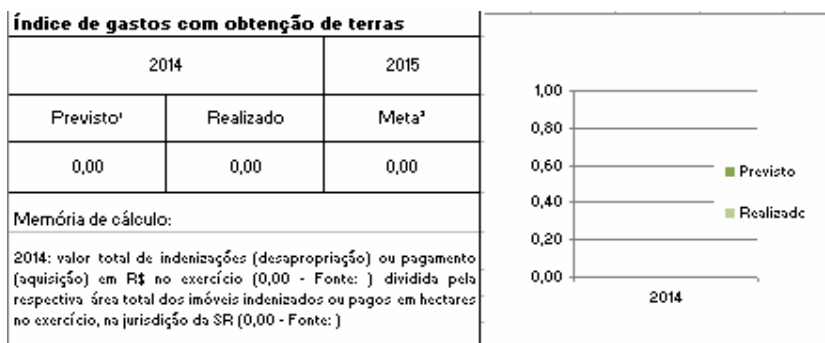 Índice de gastos com obtenção de terras
2014 2015
Previsto¹ Realizado Meta²
0,00 0,00 0,00
Memória de cálculo:
2014: valor total de indenizações (desapropriação) ou pagamento
(aquisição) em R$ no exercício (0,00 - Fonte: ) dividida pela
respectiva área total dos imóveis indenizados ou pagos em hectares
no exercício, na jurisdição da SR (0,00 - Fonte: )
1,00
0,80
0,60
0,40
0,20
0,00
2014
Previsto
Realizado